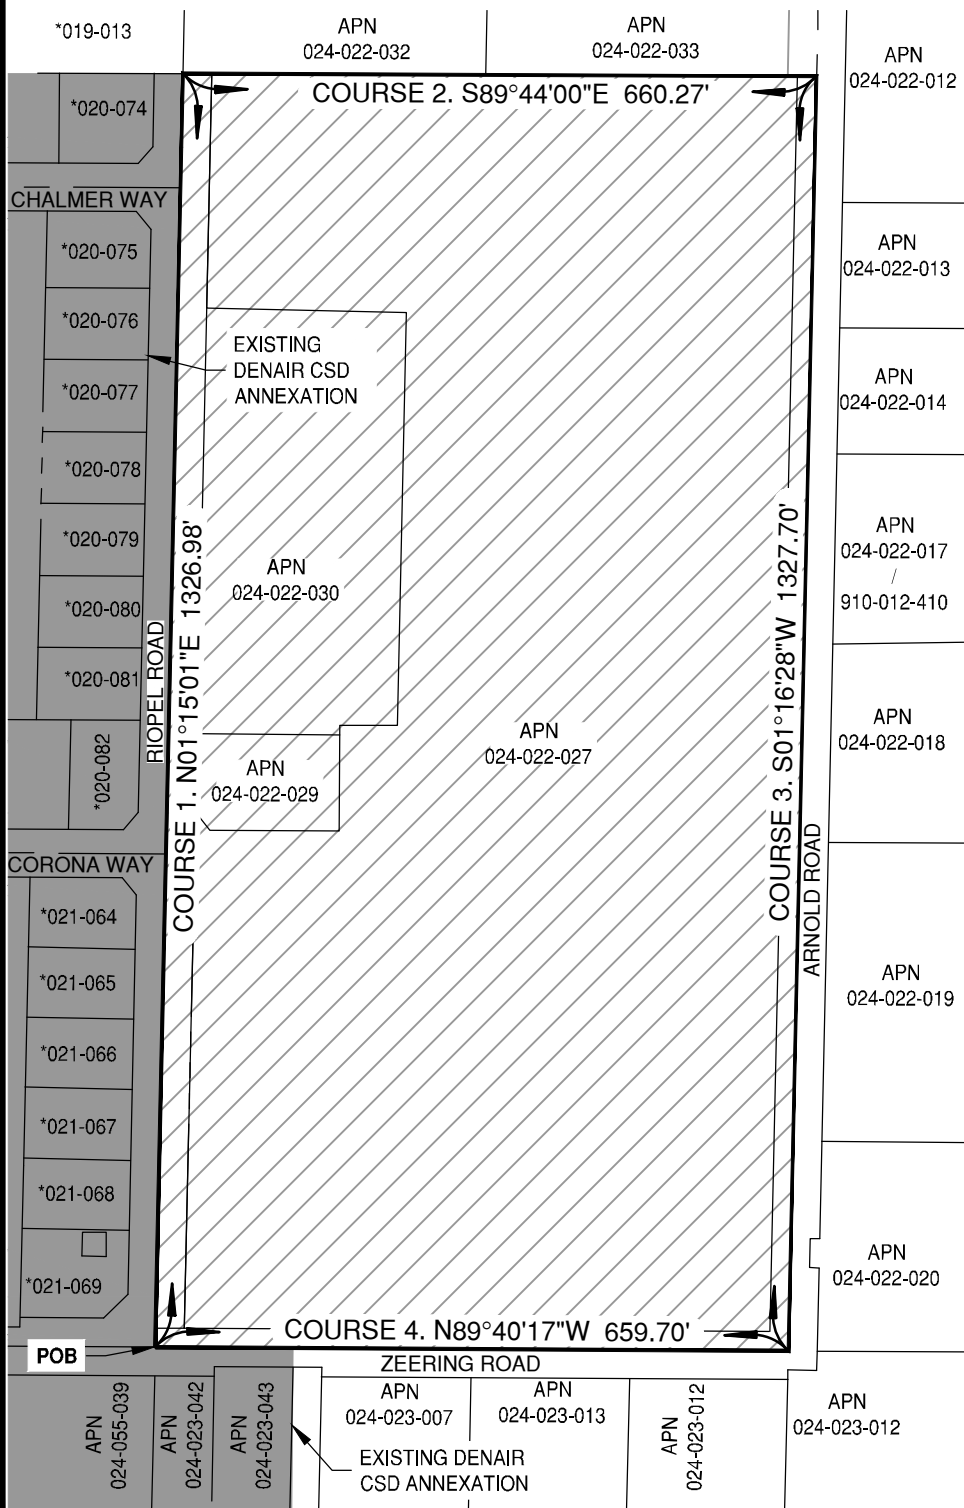 *019-013
APN
024-022-032
APN
024-022-033
APN
024-022-012
*020-074
COURSE 2. S89°44'00"E 660.27'
CHALMER WAY
*020-075
APN
024-022-013
*020-076
EXISTING
DENAIR CSD
ANNEXATION
*020-077
APN
024-022-014
*020-078
*020-079
APN
024-022-017
/
910-012-410
APN
024-022-030
*020-080
*020-081
RIOPEL ROAD
COURSE 1. N01°15'01"E 1326.98'
COURSE 3. S01°16'28"W 1327.70'
APN
024-022-018
APN
024-022-027
*020-082
APN
024-022-029
CORONA WAY
ARNOLD ROAD
*021-064
*021-065
APN
024-022-019
*021-066
*021-067
*021-068
*021-069
APN
024-022-020
COURSE 4. N89°40'17"W 659.70'
POB
ZEERING ROAD
APN
024-055-039
APN
024-023-042
APN
024-023-043
APN
024-023-007
APN
024-023-013
APN
024-023-012
APN
024-023-012
EXISTING DENAIR
CSD ANNEXATION